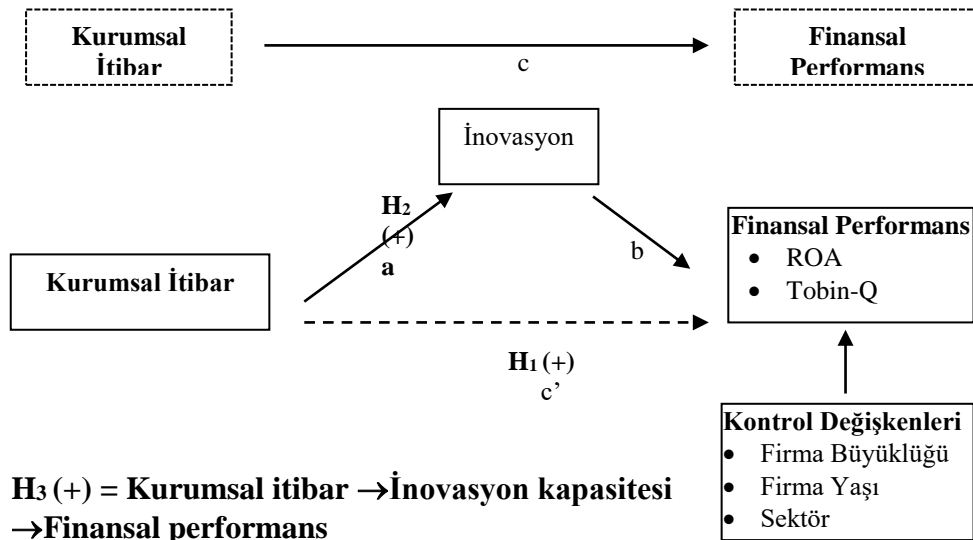 Kurumsal
İtibar
c
Finansal
Performans
İnovasyon
H2
(+)
a
b
Kurumsal İtibar
Finansal Performans
• ROA
• Tobin-Q
H1 (+)
c’
Kontrol Değişkenleri
• Firma Büyüklüğü
• Firma Yaşı
• Sektör
H3 (+) = Kurumsal itibar →İnovasyon kapasitesi
→Finansal performans